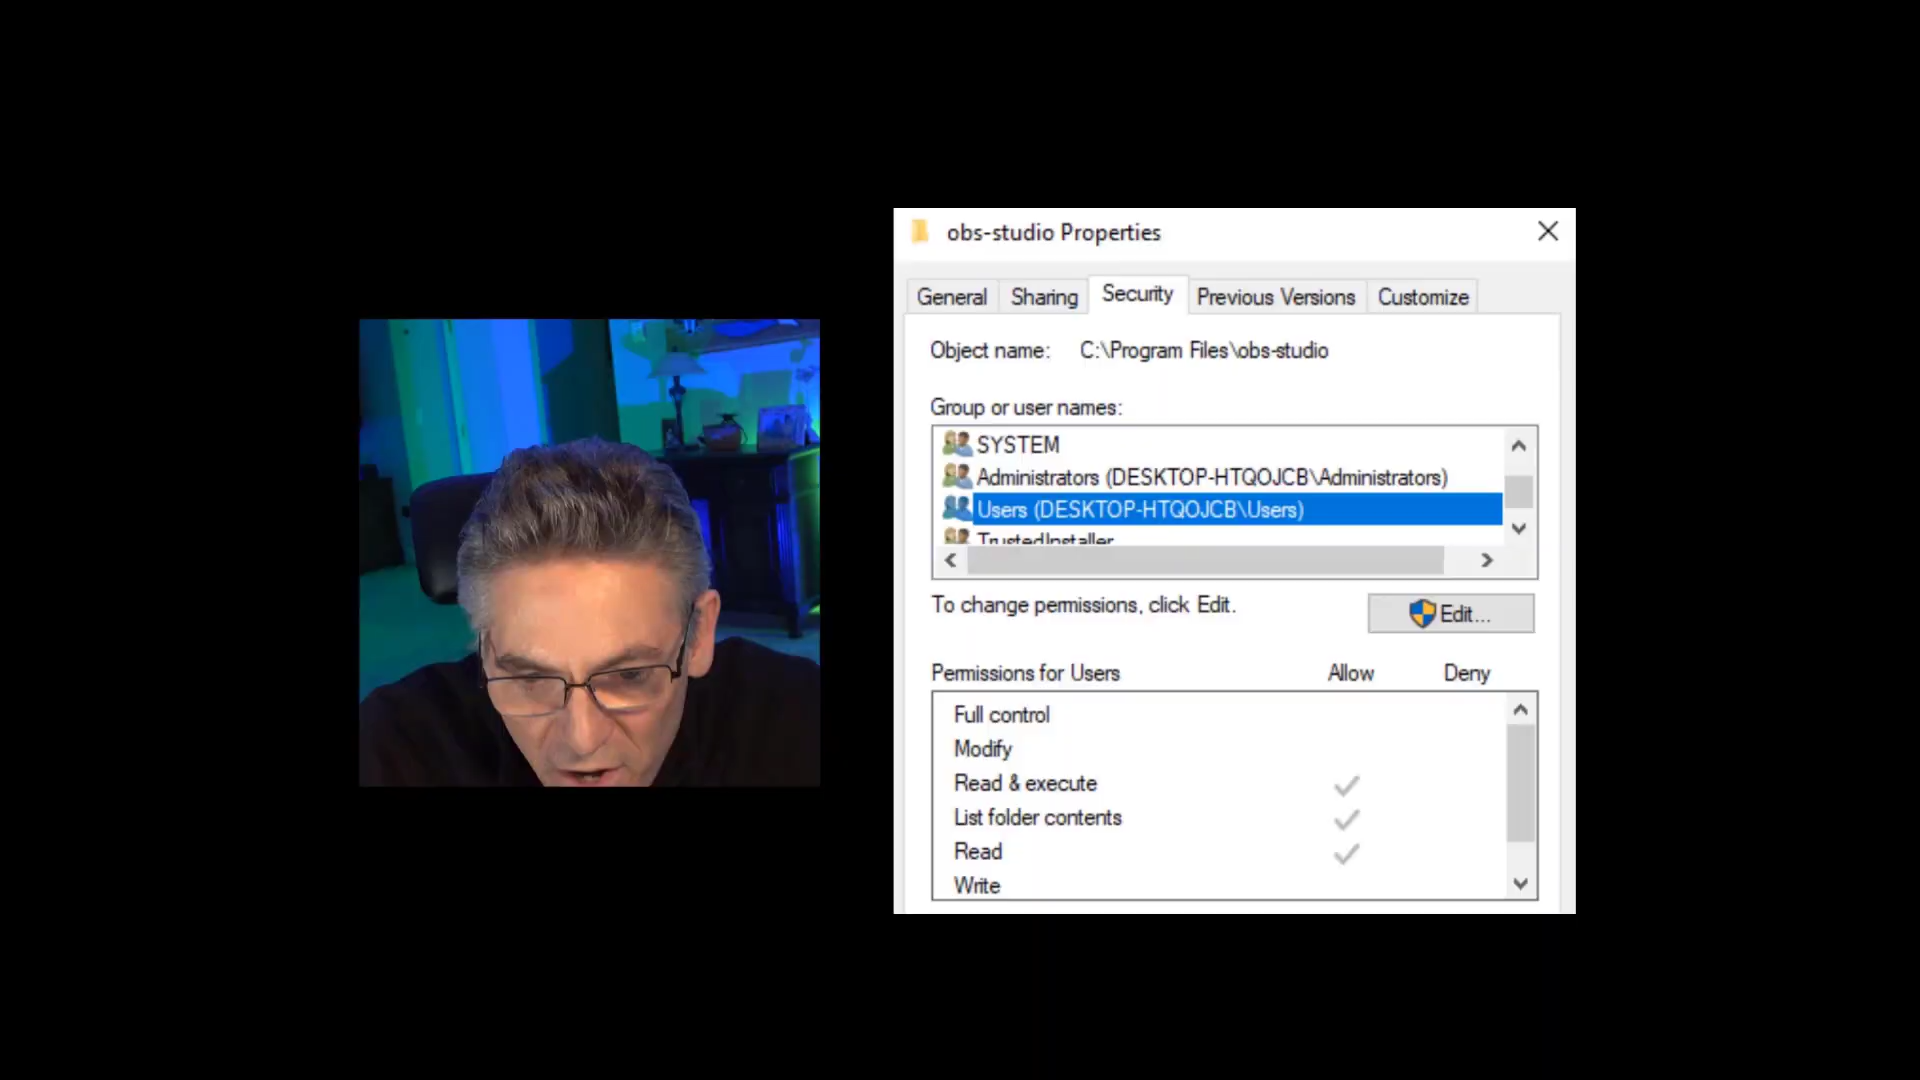 obs-studio Properties
General Sharing Security Previous Versions Customize
Object name: C:\Program Files\obs-studio
Group or user names:
SYSTEM
Administrators (DESKTOP-HTQOJCB\Administrators)
Users (DESKTOP-HTQOJCB\Users)
TrustedInstaller
To change permissions, click Edit.
Edit...
Permissions for Users Allow Deny
Full control
Modify
Read & execute
List folder contents
Read
Write